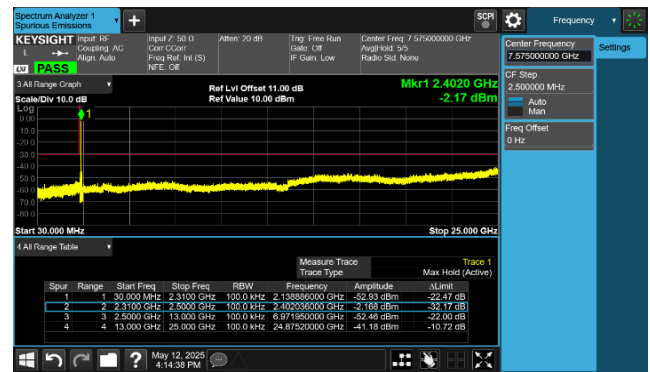 Spectrum Analyzer 1
Spurious Emissions
SCPI
Frequency
KEYSIGHT
L
Input: RF
Coupling: AC
Align: Auto
Input Z: 50 Ω
Corr CCorr
Freq Ref: Int (S)
NFE: Off
Atten: 20 dB
Trig: Free Run
Gate: Off
IF Gain: Low
Center Freq: 7.575000000 GHz
Avg|Hold: 5/5
Radio Std: None
LXI
PASS
Center Frequency
7.575000000 GHz
Settings
CF Step
2.500000 MHz
Auto
Man
Freq Offset
0 Hz
3 All Range Graph
Scale/Div 10.0 dB
Ref Lvl Offset 11.00 dB
Ref Value 10.00 dBm
Mkr1 2.4020 GHz
-2.17 dBm
Log
1
0.00
-10.0
-20.0
-30.0
-40.0
-50.0
-60.0
-70.0
-80.0
Start 30.000 MHz
Stop 25.000 GHz
4 All Range Table
Measure Trace Trace 1
Trace Type Max Hold (Active)
Spur Range Start Freq Stop Freq RBW Frequency Amplitude ΔLimit
1 1 30.000 MHz 2.3100 GHz 100.0 kHz 2.138886000 GHz -52.93 dBm -22.47 dB
2 2 2.3100 GHz 2.5000 GHz 100.0 kHz 2.402036000 GHz -2.168 dBm -32.17 dB
3 3 2.5000 GHz 13.000 GHz 100.0 kHz 6.971950000 GHz -52.46 dBm -22.00 dB
4 4 13.000 GHz 25.000 GHz 100.0 kHz 24.87520000 GHz -41.18 dBm -10.72 dB
?
May 12, 2025
4:14:38 PM